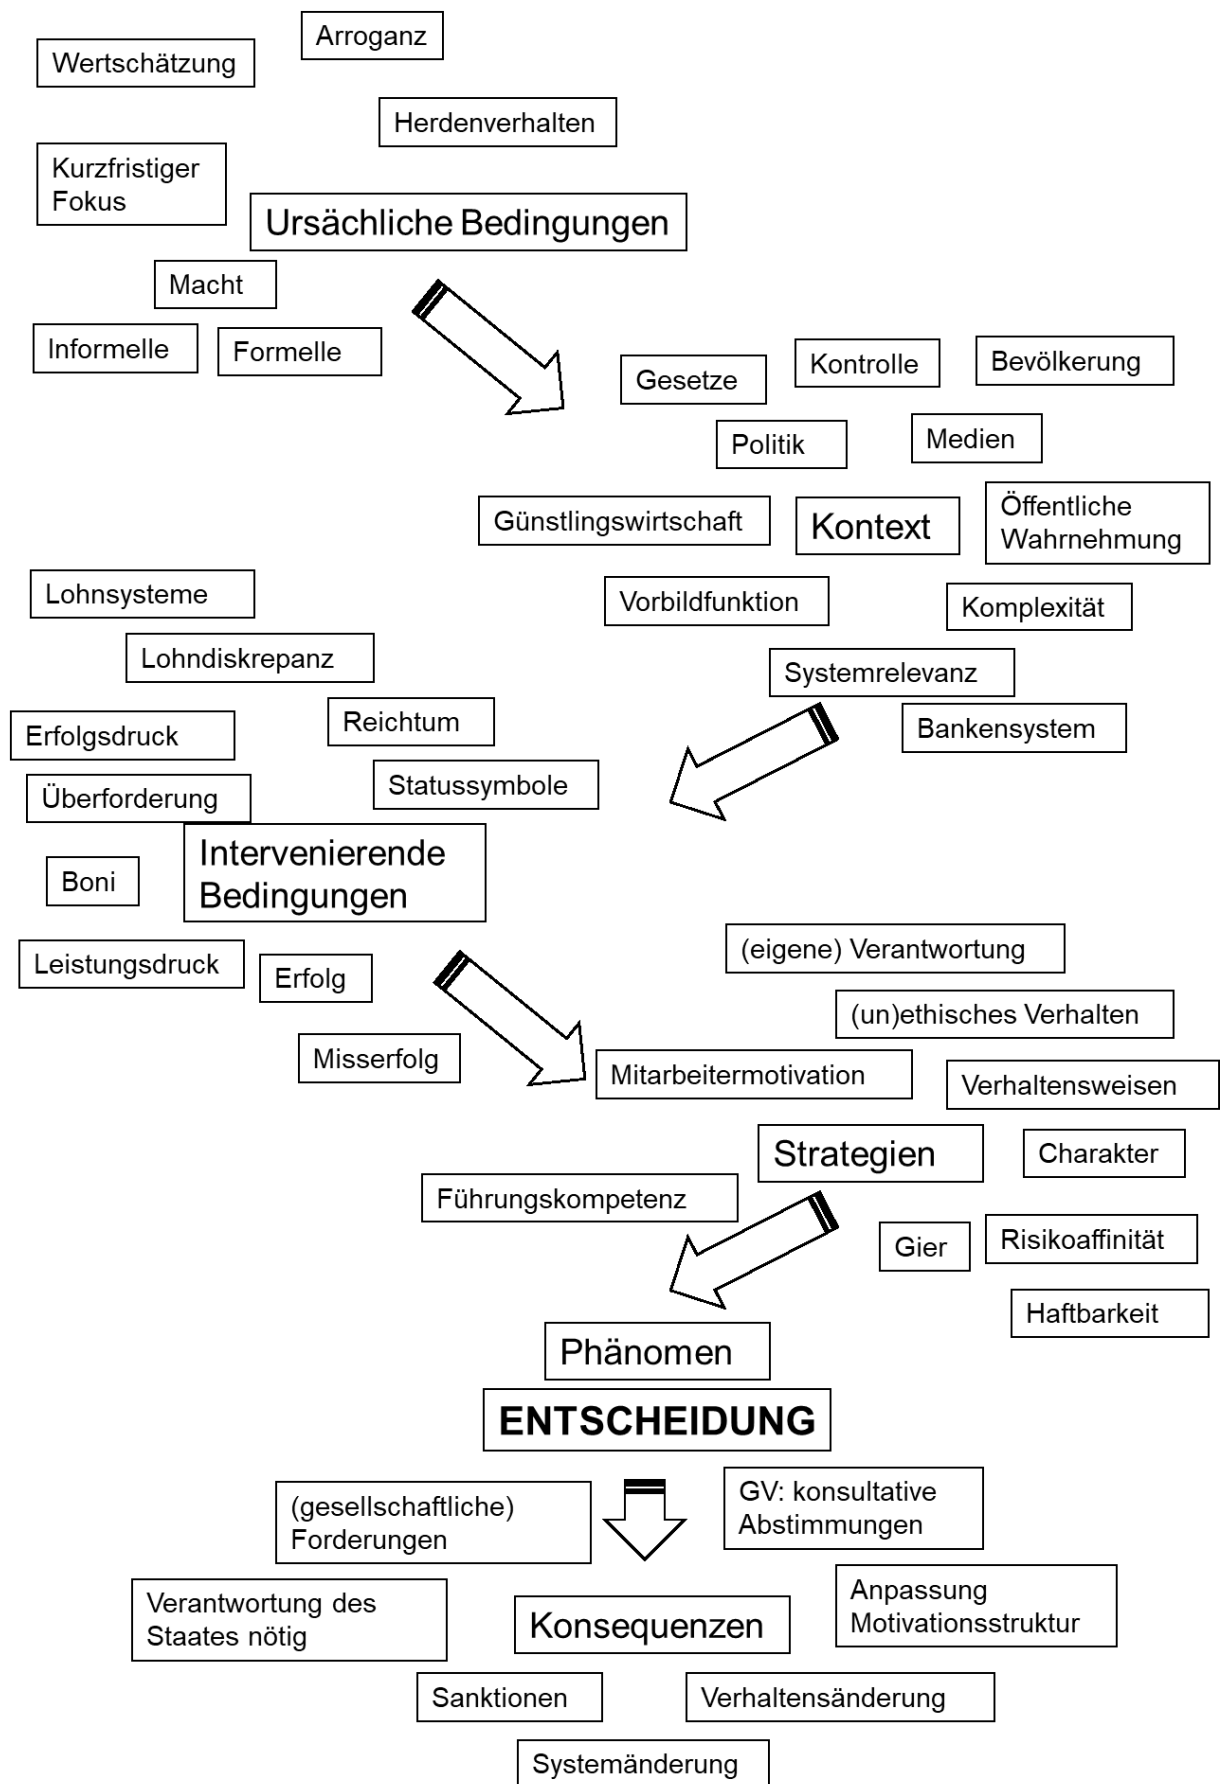 Arroganz
Wertschätzung
Herdenverhalten
Kurzfristiger
Fokus
Ursächliche Bedingungen
Macht
Informelle
Formelle
Gesetze
Kontrolle
Bevölkerung
Politik
Medien
Günstlingswirtschaft
Kontext
Öffentliche
Wahrnehmung
Vorbildfunktion
Komplexität
Systemrelevanz
Bankensystem
Lohnsysteme
Lohndiskrepanz
Reichtum
Erfolgsdruck
Statussymbole
Überforderung
Intervenierende
Bedingungen
Boni
Leistungsdruck
Erfolg
Misserfolg
(eigene) Verantwortung
(un)ethisches Verhalten
Mitarbeitermotivation
Verhaltensweisen
Strategien
Charakter
Führungskompetenz
Gier
Risikoaffinität
Haftbarkeit
Phänomen
ENTSCHEIDUNG
(gesellschaftliche)
Forderungen
GV: konsultative
Abstimmungen
Verantwortung des
Staates nötig
Konsequenzen
Anpassung
Motivationsstruktur
Sanktionen
Verhaltensänderung
Systemänderung